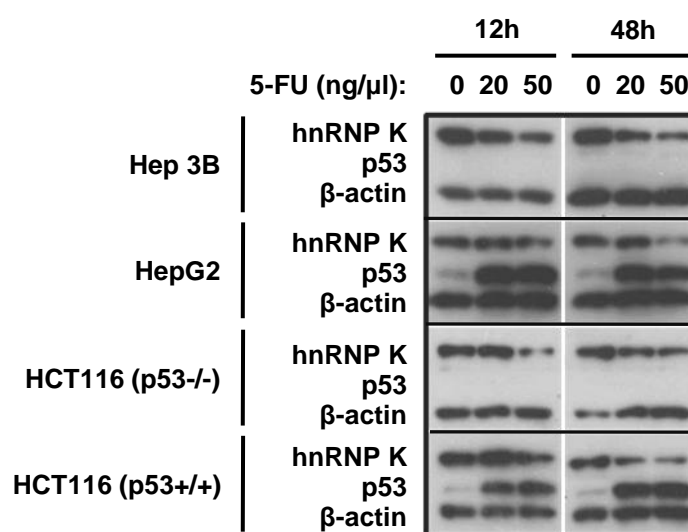 12h 48h
5-FU (ng/µl): 0 20 50 0 20 50
Hep 3B
hnRNP K
p53
β-actin
HepG2
hnRNP K
p53
β-actin
HCT116 (p53-/-)
hnRNP K
p53
β-actin
HCT116 (p53+/+)
hnRNP K
p53
β-actin